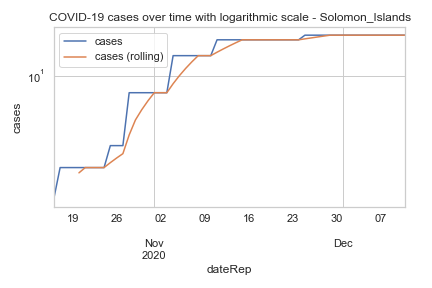 COVID-19 cases over time with logarithmic scale - Solomon_Islands
cases
cases (rolling)
10¹
cases
19 26 02 09 16 23 30 07
Nov Dec
2020
dateRep